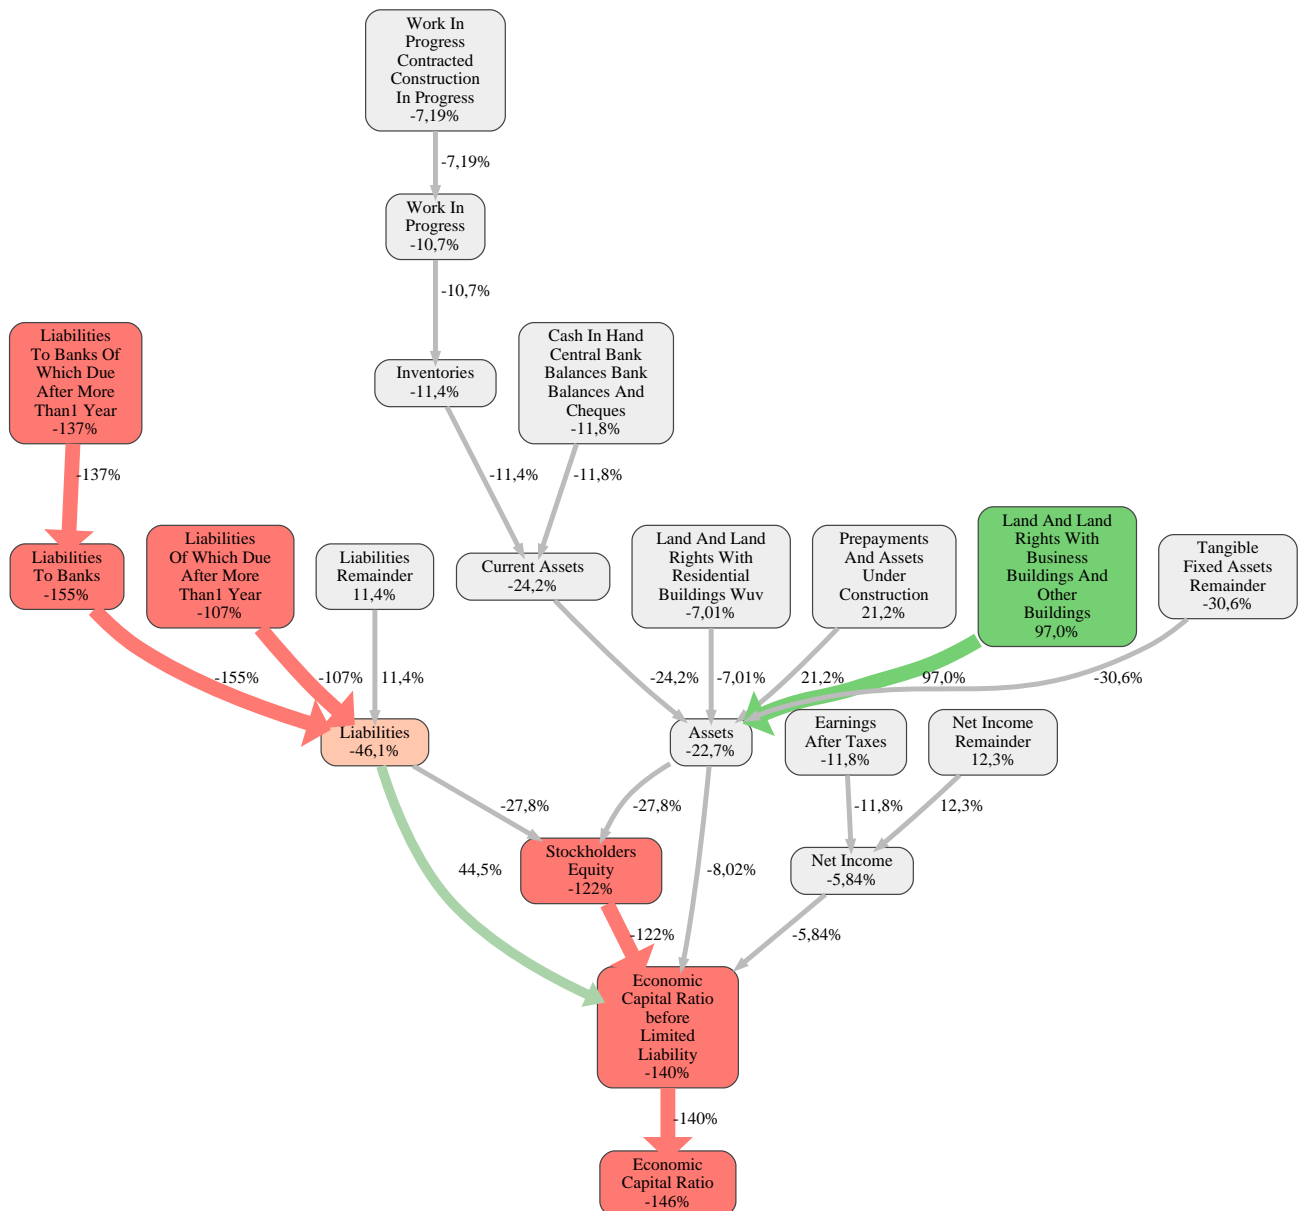 Work In
Progress
Contracted
Construction
In Progress
-7,19%
-7,19%
Work In
Progress
-10,7%
-10,7%
Liabilities
To Banks Of
Which Due
After More
Than1 Year
-137%
Inventories
-11,4%
Cash In Hand
Central Bank
Balances Bank
Balances And
Cheques
-11,8%
-137%
-11,4%
-11,8%
Liabilities
To Banks
-155%
Liabilities
Of Which Due
After More
Than1 Year
-107%
Liabilities
Remainder
11,4%
Current Assets
-24,2%
Land And Land
Rights With
Residential
Buildings Wuv
-7,01%
Prepayments
And Assets
Under
Construction
21,2%
Land And Land
Rights With
Business
Buildings And
Other
Buildings
97,0%
Tangible
Fixed Assets
Remainder
-30,6%
-155%
-107%
11,4%
-24,2%
-7,01%
21,2%
97,0%
-30,6%
Liabilities
-46,1%
Assets
-22,7%
Earnings
After Taxes
-11,8%
Net Income
Remainder
12,3%
-27,8%
-27,8%
-11,8%
12,3%
Stockholders
Equity
-122%
Net Income
-5,84%
44,5%
-8,02%
-122%
-5,84%
Economic
Capital Ratio
before
Limited
Liability
-140%
-140%
Economic
Capital Ratio
-146%